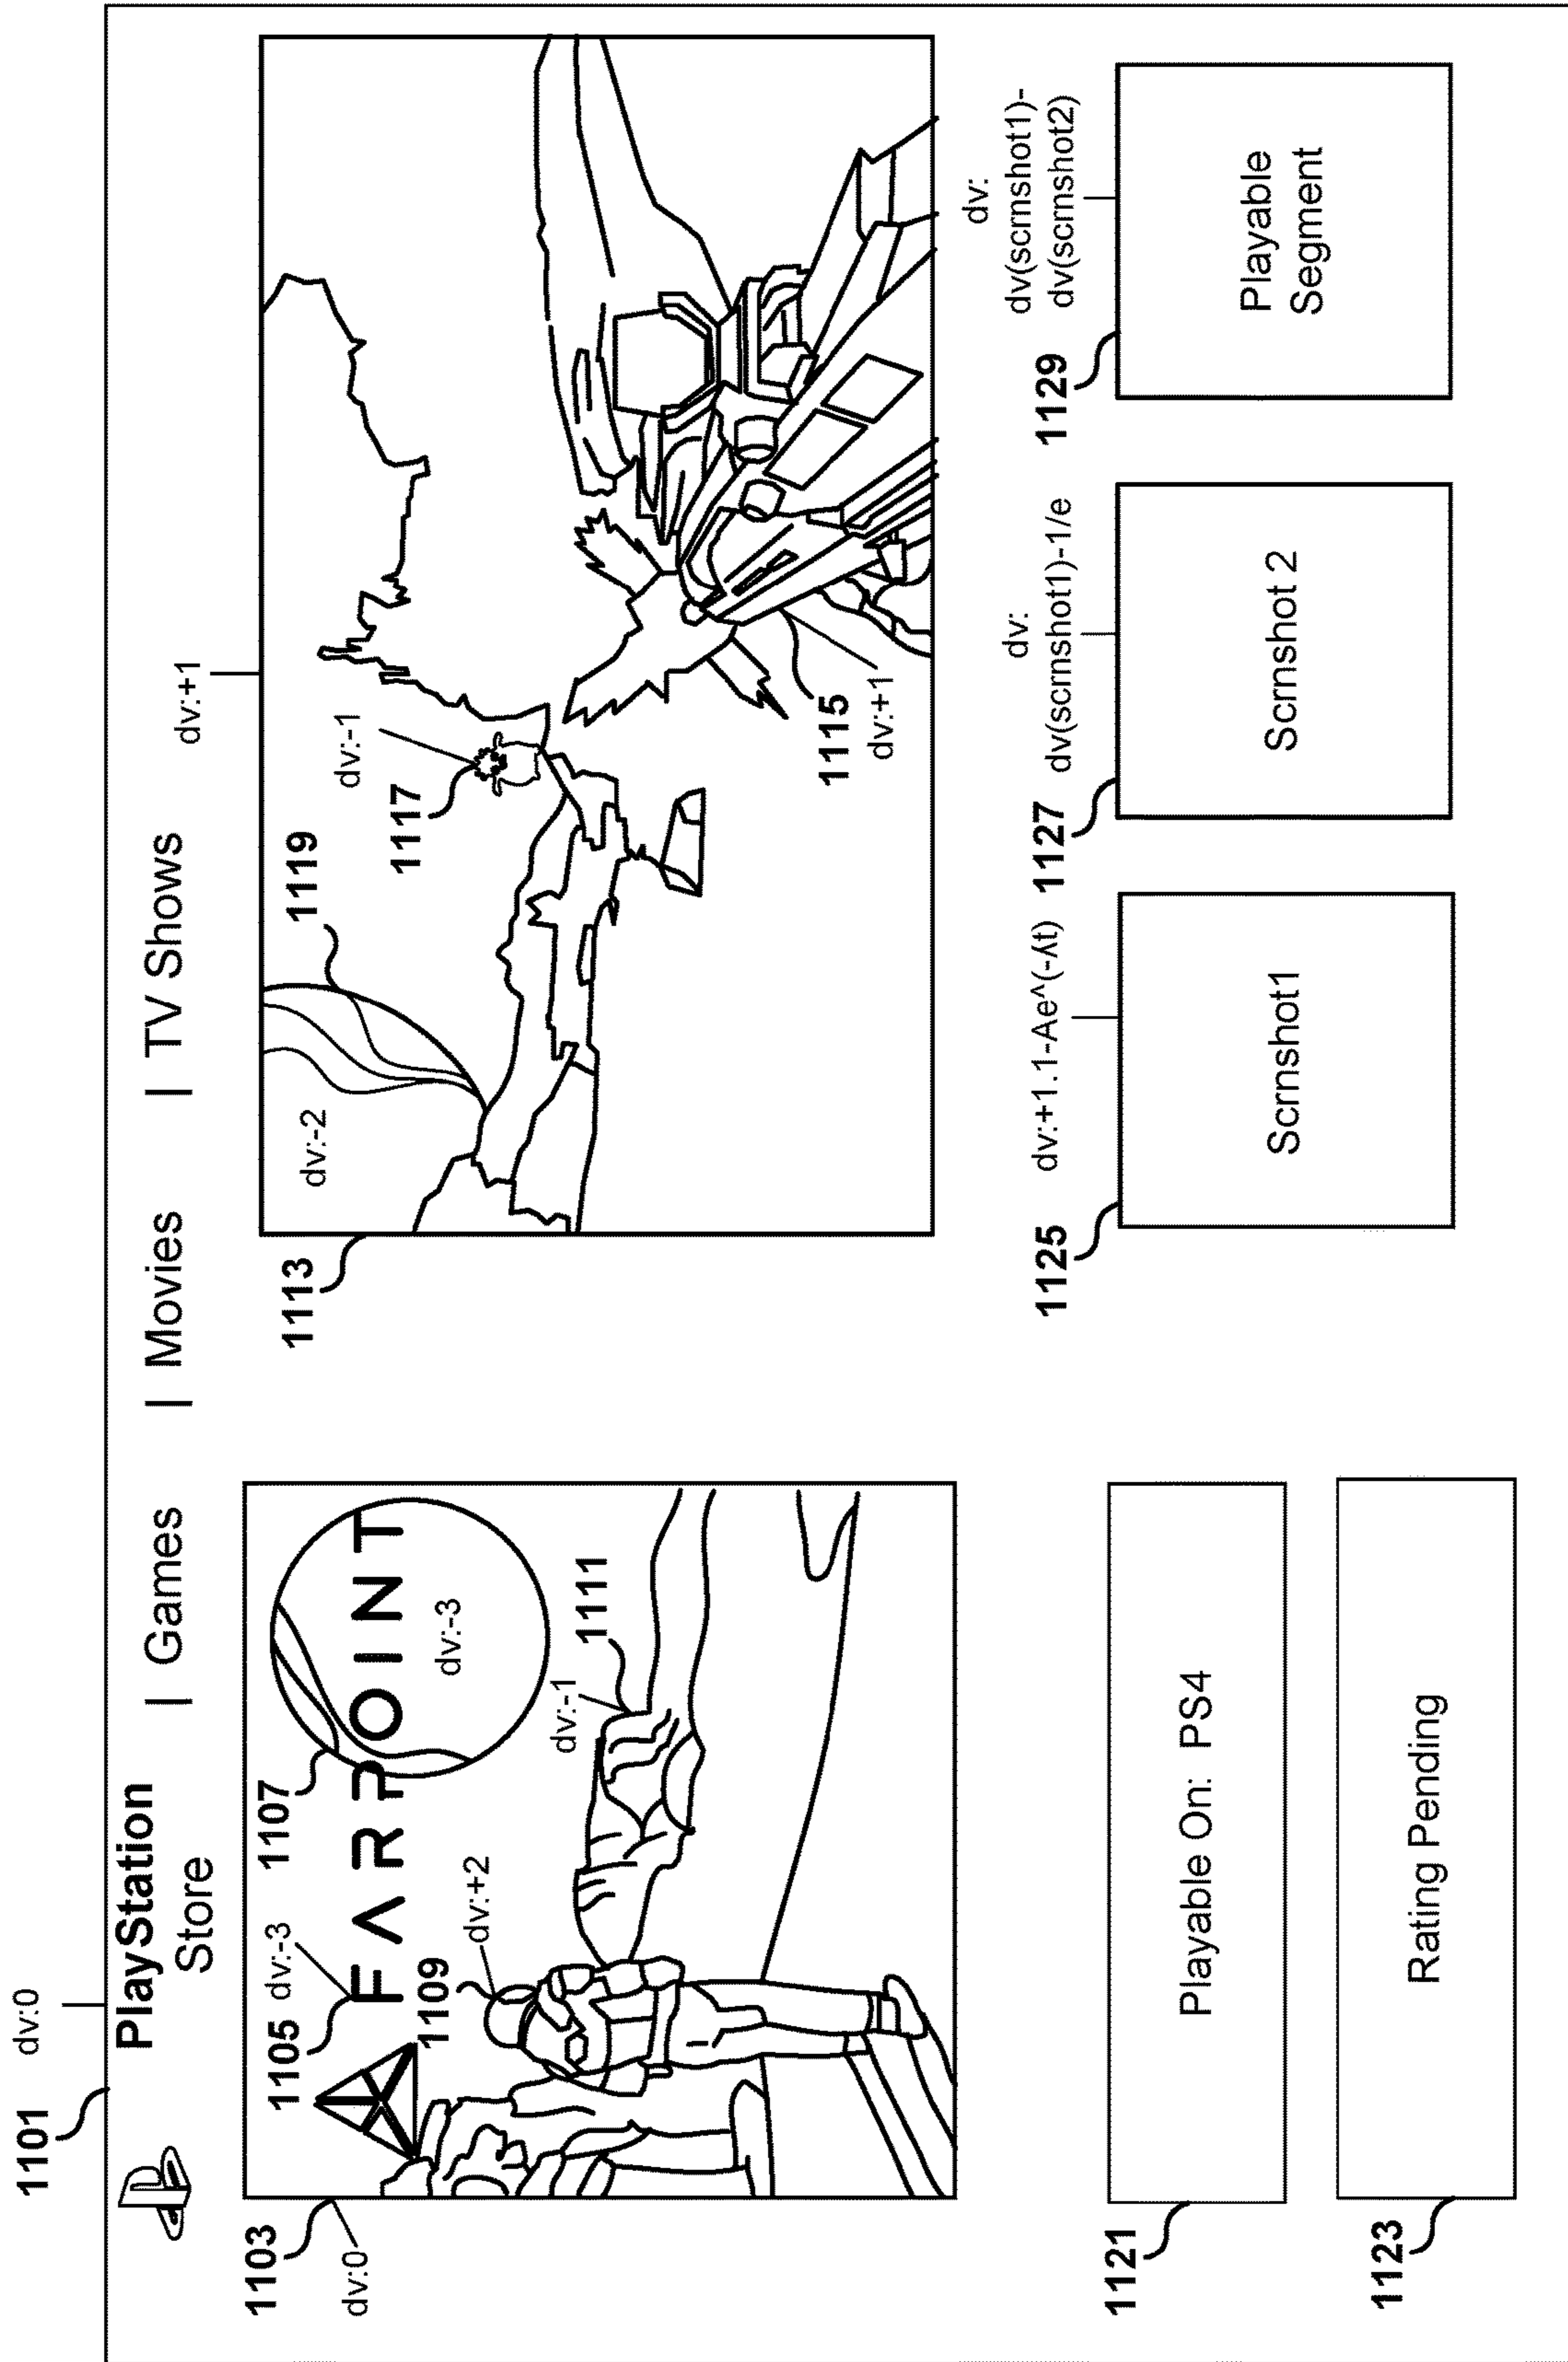 1101
dv:0
PlayStation
Store
| Games
| Movies
| TV Shows
dv:+1
1103
dv:0
1105
dv:-3
1107
FARPOINT
dv:-3
1109
dv:+2
dv:-1
1111
1113
dv:-2
1119
1117
dv:-1
1115
dv:+1
1121
Playable On: PS4
1123
Rating Pending
1125
dv:+1.1-Ae^(-λt)
Scrnshot1
1127
dv:
dv(scrnshot1)-1/e
Scrnshot 2
1129
dv:
dv(scrnshot1)-
dv(scrnshot2)
Playable
Segment